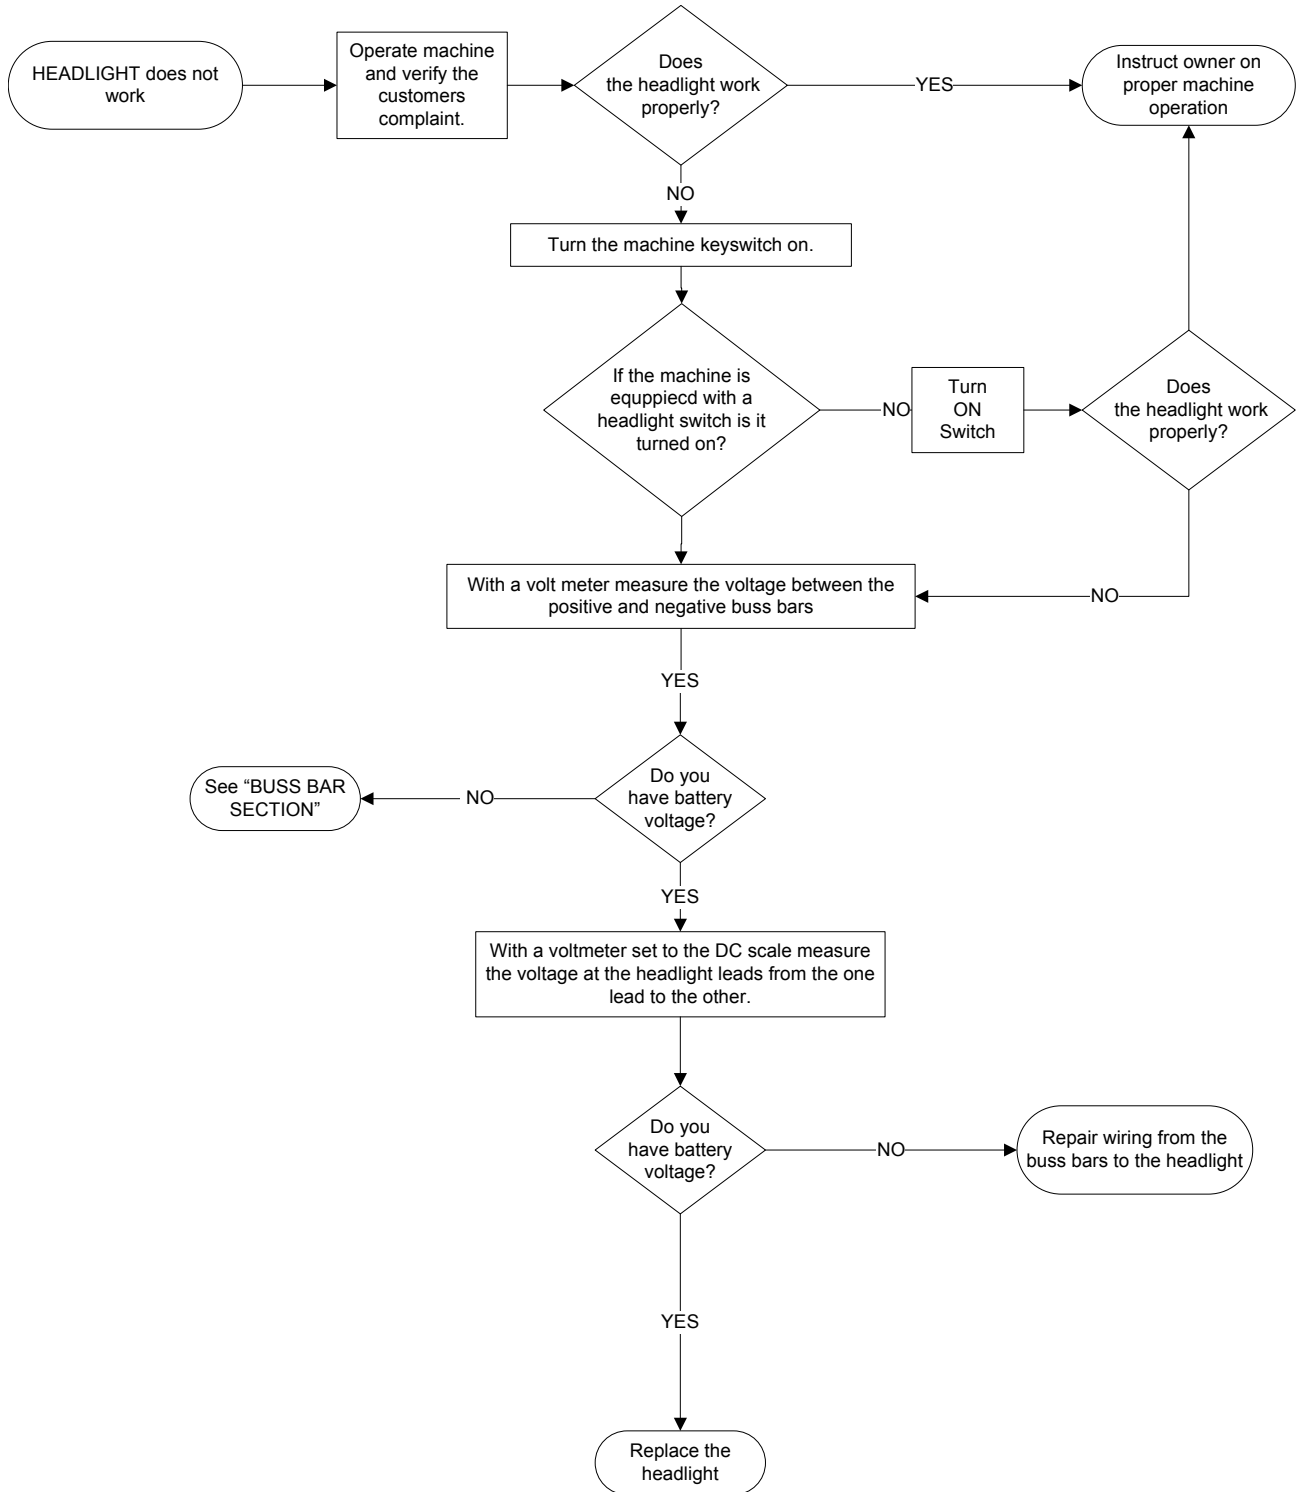 HEADLIGHT does not
work
Operate machine
and verify the
customers
complaint.
Does
the headlight work
properly?
YES
Instruct owner on
proper machine
operation
NO
Turn the machine keyswitch on.
If the machine is
equppiecd with a
headlight switch is it
turned on?
NO
Turn
ON
Switch
Does
the headlight work
properly?
With a volt meter measure the voltage between the
positive and negative buss bars
NO
YES
Do you
have battery
voltage?
NO
See “BUSS BAR
SECTION”
YES
With a voltmeter set to the DC scale measure
the voltage at the headlight leads from the one
lead to the other.
Do you
have battery
voltage?
NO
Repair wiring from the
buss bars to the headlight
YES
Replace the
headlight